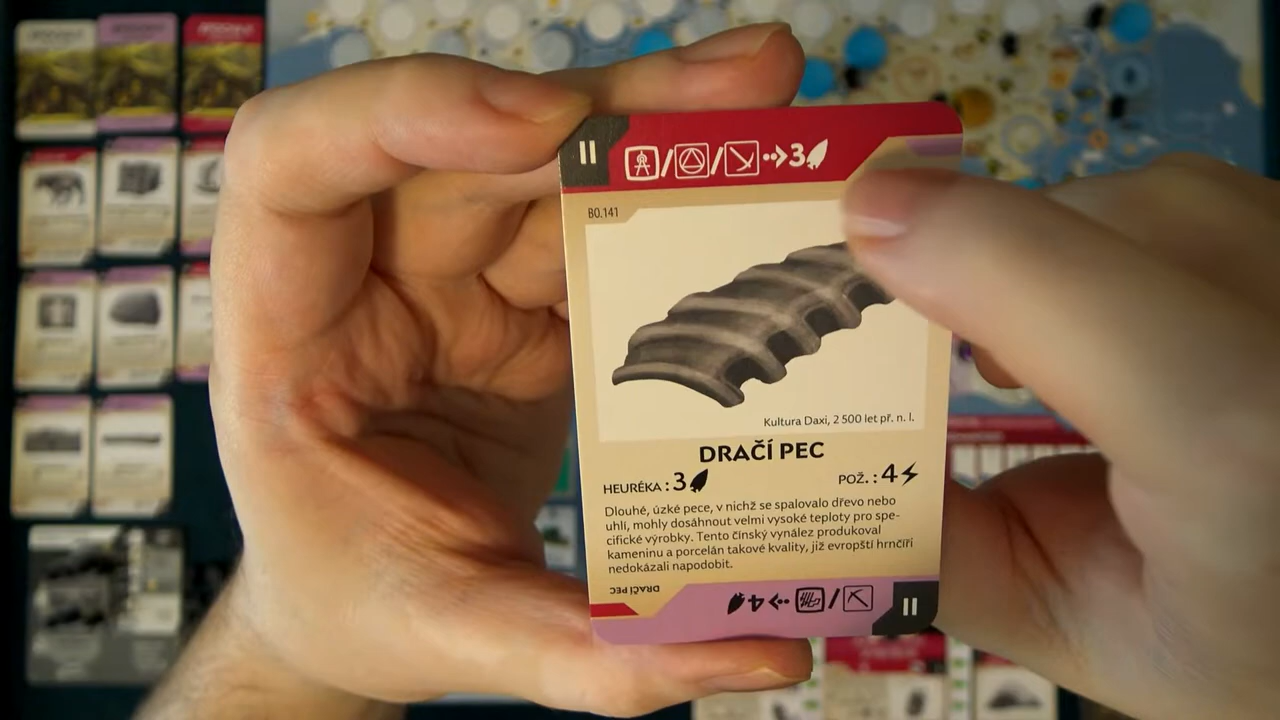 II
/ / 3
B0.141
Kultura Daxi, 2 500 let př. n. l.
DRAČÍ PEC
HEURÉKA : 3
POŽ. : 4
Dlouhé, úzké pece, v nichž se spalovalo dřevo nebo
uhlí, mohly dosáhnout velmi vysoké teploty pro spe-
cifické výrobky. Tento čínský vynález produkoval
kameninu a porcelán takové kvality, již evropští hrnčíři
nedokázali napodobit.
DRAČÍ PEC
4 /
II